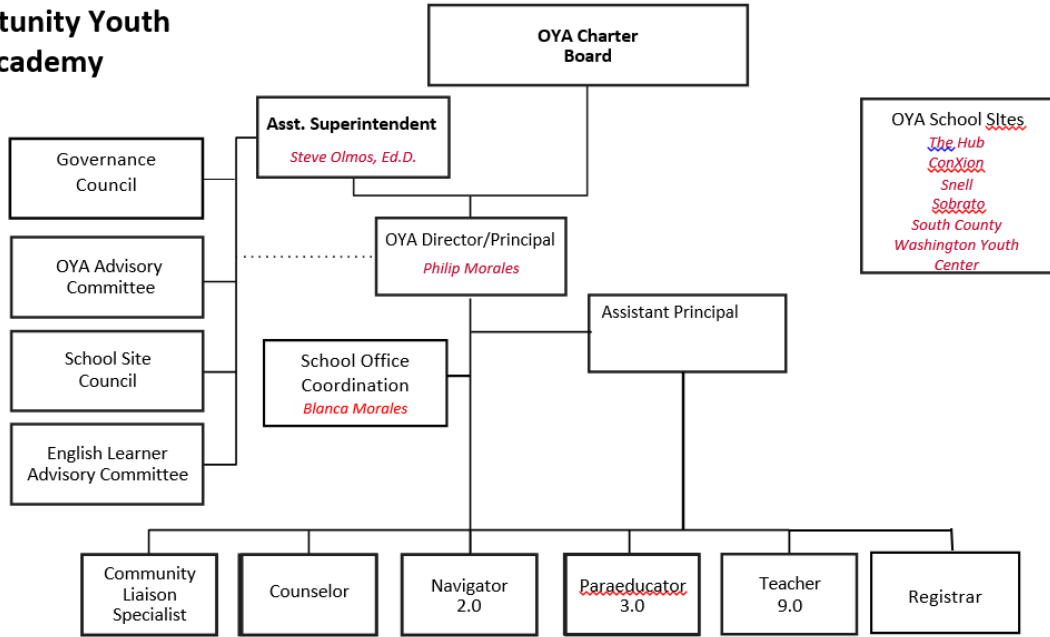 tunity Youth
cademy
OYA Charter
Board
Asst. Superintendent
Steve Olmos, Ed.D.
OYA School SItes
The Hub
ConXion
Snell
Sobrato
South County
Washington Youth
Center
Governance
Council
OYA Director/Principal
Philip Morales
OYA Advisory
Committee
Assistant Principal
School Site
Council
School Office
Coordination
Blanca Morales
English Learner
Advisory Committee
Community
Liaison
Specialist
Counselor
Navigator
2.0
Paraeducator
3.0
Teacher
9.0
Registrar